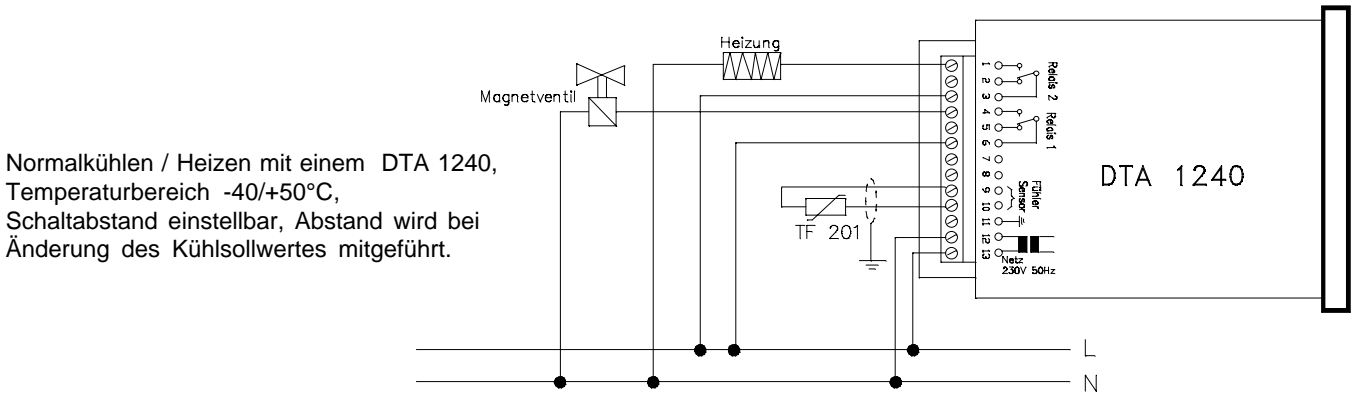 Heizung
Magnetventil
Normalkühlen / Heizen mit einem DTA 1240,
Temperaturbereich -40/+50°C,
Schaltabstand einstellbar, Abstand wird bei
Änderung des Kühlsollwertes mitgeführt.
TF 201
1
2
3
4
5
6
7
8
9
10
11
12
13
Relais 2
Relais 1
Fühler
Sensor
Netz
230V 50Hz
DTA 1240
L
N